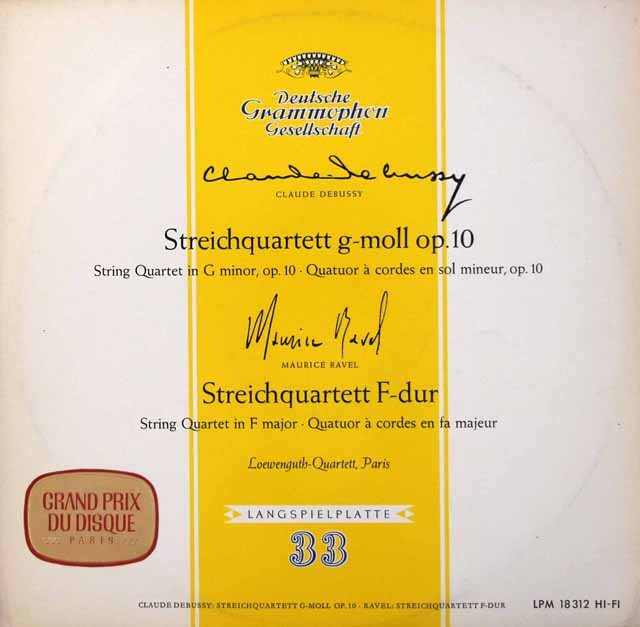 Deutsche
Grammophon
Gesellschaft
Claude Debussy
CLAUDE DEBUSSY
Streichquartett g-moll op.10
String Quartet in G minor, op. 10 · Quatuor à cordes en sol mineur, op. 10
Maurice Ravel
MAURICE RAVEL
Streichquartett F-dur
String Quartet in F major · Quatuor à cordes en fa majeur
Loewenguth-Quartett, Paris
GRAND PRIX
DU DISQUE
PARIS
LANGSPIELPLATTE
33
CLAUDE DEBUSSY: STREICHQUARTETT G-MOLL OP. 10 · RAVEL: STREICHQUARTETT F-DUR
LPM 18312 HI-FI